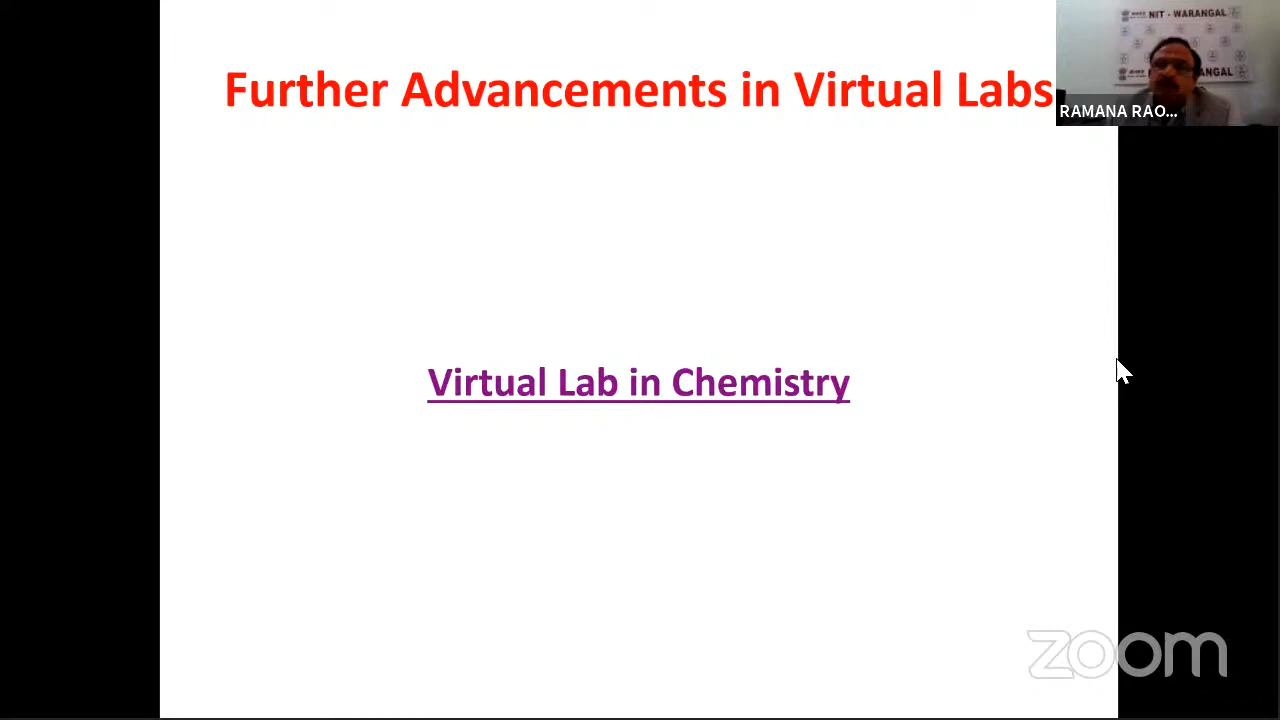 Further Advancements in Virtual Labs
NIT - WARANGAL
RAMANA RAO...
Virtual Lab in Chemistry
zoom